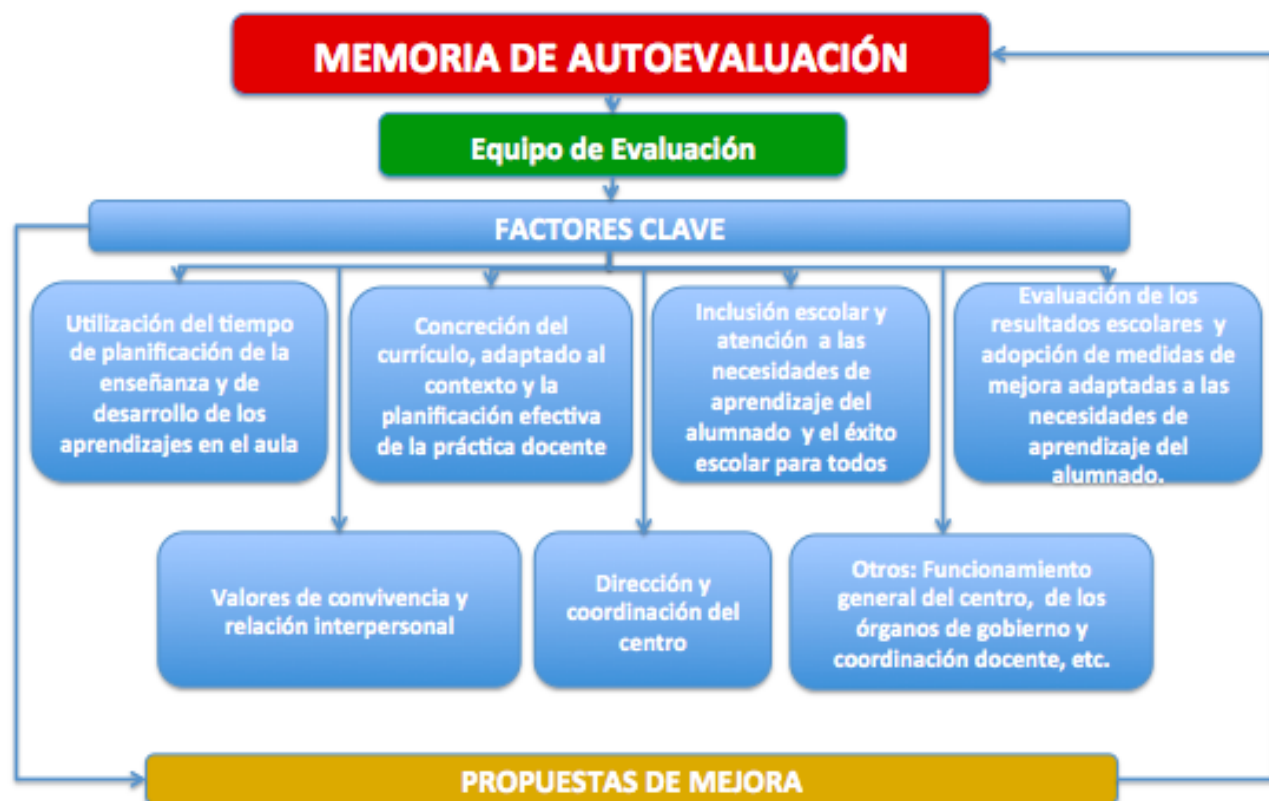 MEMORIA DE AUTOEVALUACIÓN
Equipo de Evaluación
FACTORES CLAVE
Utilización del tiempo
de planificación de la
enseñanza y de
desarrollo de los
aprendizajes en el aula
Concreción del
currículo, adaptado al
contexto y la
planificación efectiva
de la práctica docente
Inclusión escolar y
atención a las
necesidades de
aprendizaje del
alumnado y el éxito
escolar para todos
Evaluación de los
resultados escolares y
adopción de medidas de
mejora adaptadas a las
necesidades de
aprendizaje del
alumnado.
Valores de convivencia y
relación interpersonal
Dirección y
coordinación del
centro
Otros: Funcionamiento
general del centro, de los
órganos de gobierno y
coordinación docente, etc.
PROPUESTAS DE MEJORA